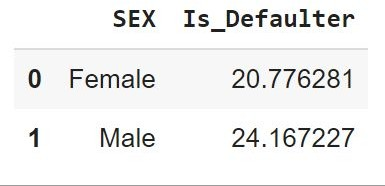 SEX Is_Defaulter
0 Female 20.776281
1 Male 24.167227